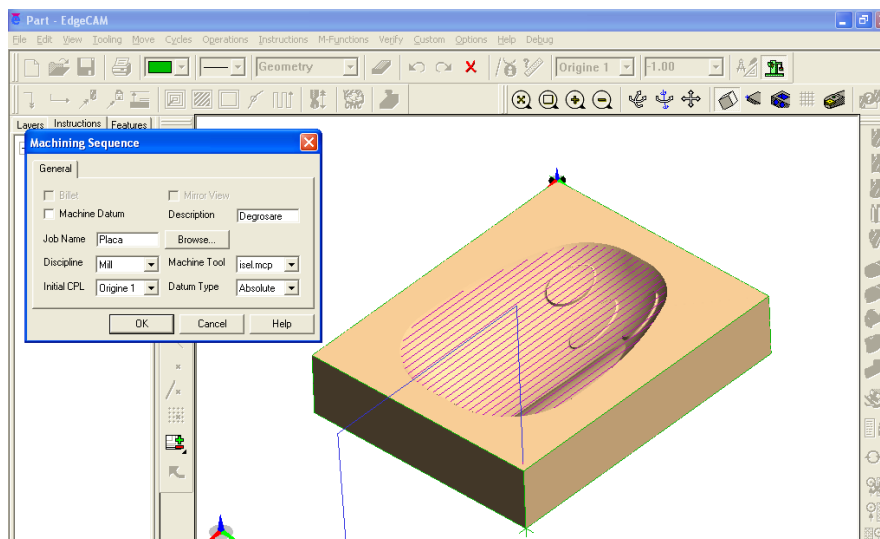 Part - EdgeCAM
File Edit View Tooling Move Cycles Operations Instructions M-Functions Verify Custom Options Help Debug
Geometry Origine 1 -1.00
CNC
Layers Instructions Features
Machining Sequence
General
Billet Mirror View
Machine Datum Description Degrosare
Job Name Placa Browse...
Discipline Mill Machine Tool isel.mcp
Initial CPL Origine 1 Datum Type Absolute
OK Cancel Help